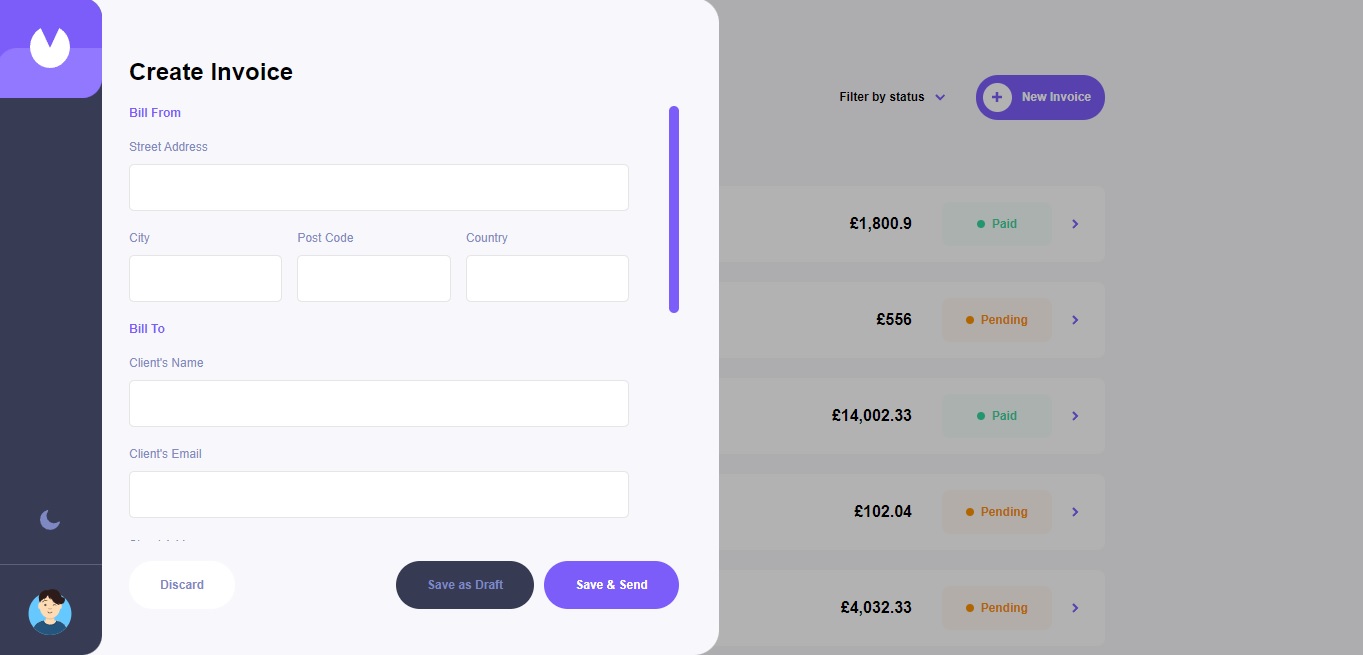 Create Invoice
Bill From
Street Address
City Post Code Country
Bill To
Client's Name
Client's Email
Discard Save as Draft Save & Send
Filter by status New Invoice
£1,800.9 Paid
£556 Pending
£14,002.33 Paid
£102.04 Pending
£4,032.33 Pending